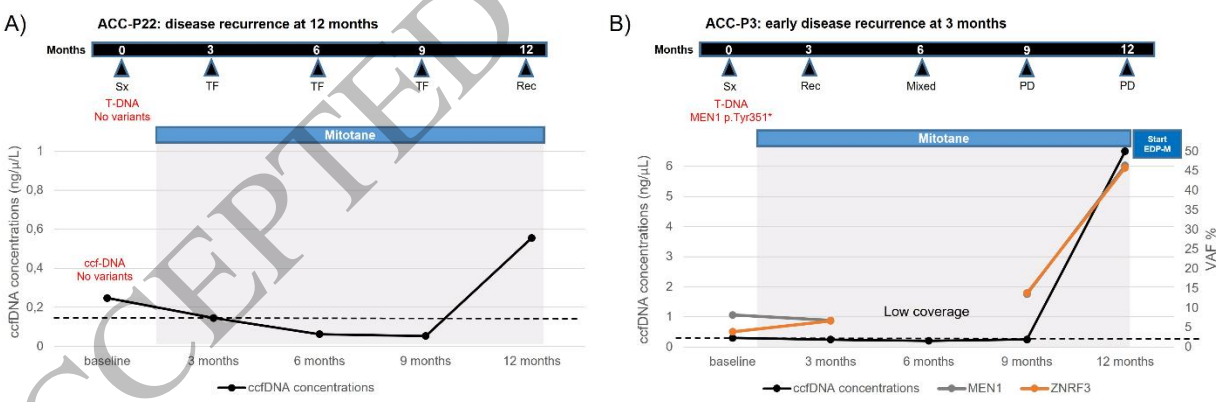 A)
ACC-P22: disease recurrence at 12 months
Months 0 3 6 9 12
Sx TF TF TF Rec
T-DNA
No variants
Mitotane
ccfDNA concentrations (ng/µL)
1
0,8
0,6
0,4
0,2
0
ccf-DNA
No variants
baseline 3 months 6 months 9 months 12 months
ccfDNA concentrations
B)
ACC-P3: early disease recurrence at 3 months
Months 0 3 6 9 12
Sx Rec Mixed PD PD
T-DNA
MEN1 p.Tyr351*
Mitotane
Start
EDP-M
ccfDNA concentrations (ng/µL)
6
5
4
3
2
1
0
Low coverage
50
45
40
35
30
25
20
15
10
5
0
VAF %
baseline 3 months 6 months 9 months 12 months
ccfDNA concentrations MEN1 ZNRF3
CCEPTED